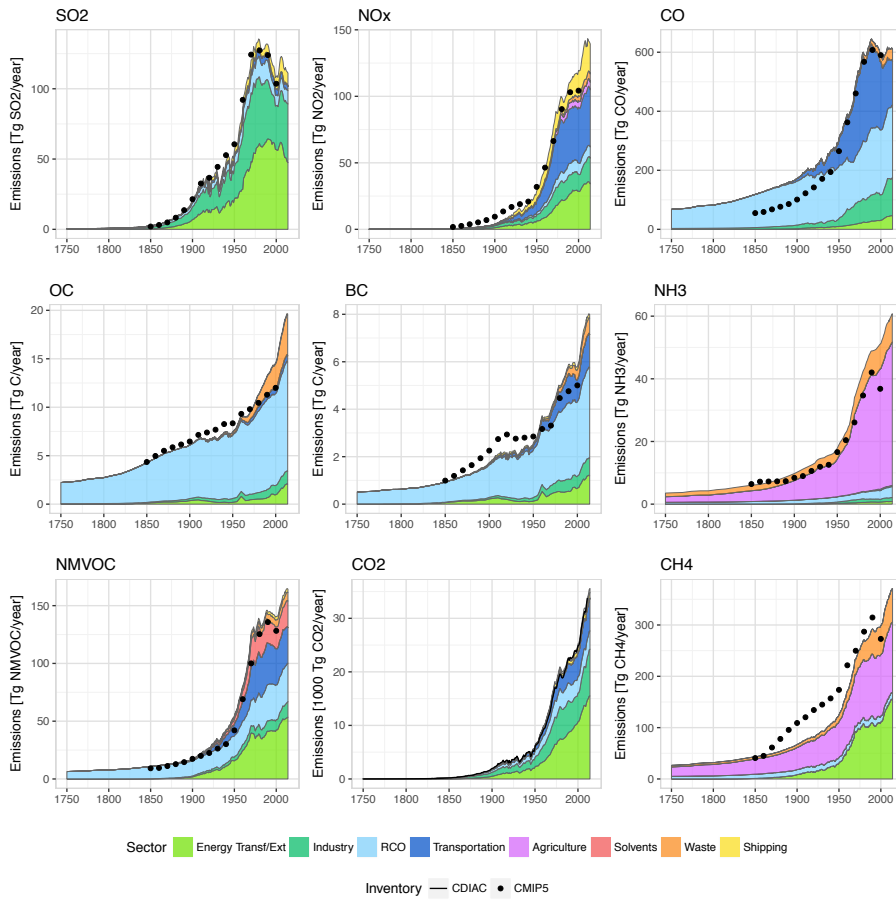 SO2
NOx
CO
Emissions [Tg SO2/year]
0
50
100
1750 1800 1850 1900 1950 2000
Emissions [Tg NO2/year]
0
50
100
150
1750 1800 1850 1900 1950 2000
Emissions [Tg CO/year]
0
200
400
600
1750 1800 1850 1900 1950 2000
OC
BC
NH3
Emissions [Tg C/year]
0
5
10
15
20
1750 1800 1850 1900 1950 2000
Emissions [Tg C/year]
0
2
4
6
8
1750 1800 1850 1900 1950 2000
Emissions [Tg NH3/year]
0
20
40
60
1750 1800 1850 1900 1950 2000
NMVOC
CO2
CH4
Emissions [Tg NMVOC/year]
0
50
100
150
1750 1800 1850 1900 1950 2000
Emissions [1000 Tg CO2/year]
0
10
20
30
1750 1800 1850 1900 1950 2000
Emissions [Tg CH4/year]
0
100
200
300
1750 1800 1850 1900 1950 2000
Sector Energy Transf/Ext Industry RCO Transportation Agriculture Solvents Waste Shipping
Inventory CDIAC CMIP5